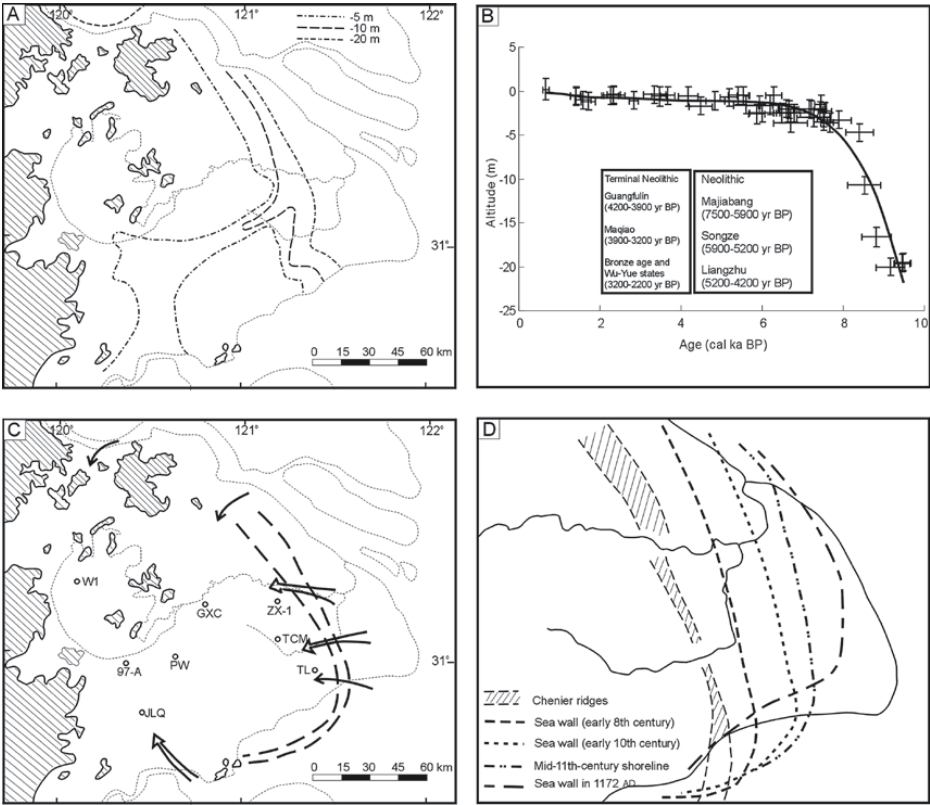 A
120°
121°
122°
-5 m
-10 m
-20 m
31°
0 15 30 45 60 km
B
5
0
-5
-10
-15
-20
-25
Altitude (m)
0 2 4 6 8 10
Age (cal ka BP)
Terminal Neolithic
Guangfulin
(4200-3900 yr BP)
Maqiao
(3900-3200 yr BP)
Bronze age and
Wu-Yue states
(3200-2200 yr BP)
Neolithic
Majiabang
(7500-5900 yr BP)
Songze
(5900-5200 yr BP)
Liangzhu
(5200-4200 yr BP)
C
120°
121°
122°
W1
GXC
ZX-1
TCM
TL
97-A
PW
JLQ
31°
0 15 30 45 60 km
D
Chenier ridges
Sea wall (early 8th century)
Sea wall (early 10th century)
Mid-11th-century shoreline
Sea wall in 1172 AD